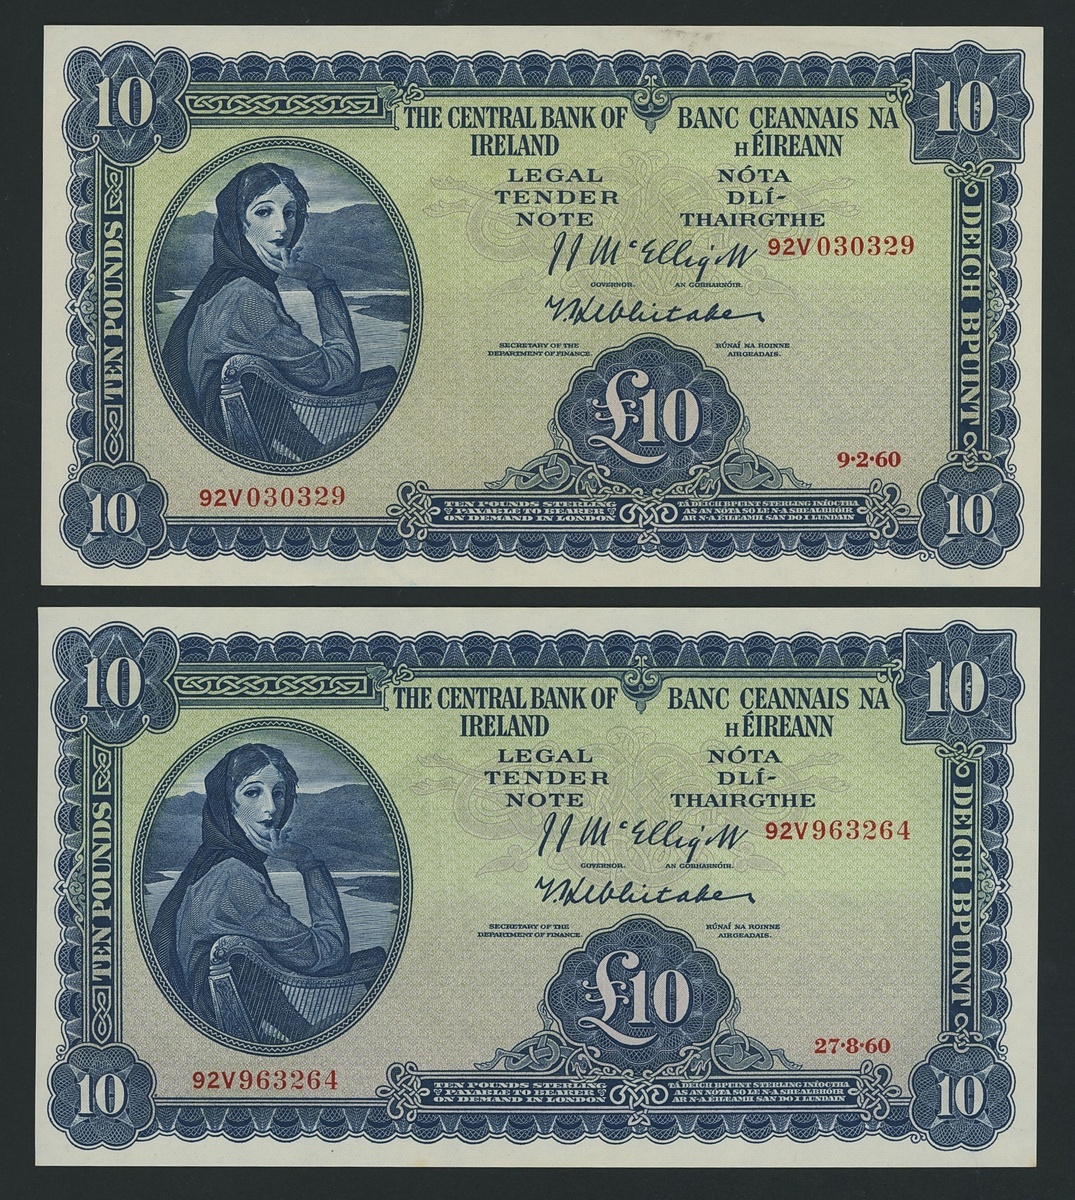 10
10
THE CENTRAL BANK OF
IRELAND
BANC CEANNAIS NA
hÉIREANN
LEGAL
TENDER
NOTE
NÓTA
DLÍ-
THAIRGTHE
J J McElligott
92V 030329
GOVERNOR.
AN GOBHARNÓIR.
T K Whitaker
SECRETARY OF THE
DEPARTMENT OF FINANCE.
RÚNAÍ NA ROINNE
AIRGEADAIS.
TEN POUNDS
DEICH BPUINT
£10
9·2·60
92V 030329
TEN POUNDS STERLING
PAYABLE TO BEARER
ON DEMAND IN LONDON
TÁ DEICH BPUINT STERLING INÍOCTHA
AS AN NÓTA SO LE N-A SHEALBHÓIR
AR N-A ÉILEAMH SAN DO I LUNDAIN
10
10
10
10
THE CENTRAL BANK OF
IRELAND
BANC CEANNAIS NA
hÉIREANN
LEGAL
TENDER
NOTE
NÓTA
DLÍ-
THAIRGTHE
J J McElligott
92V 963264
GOVERNOR.
AN GOBHARNÓIR.
T K Whitaker
SECRETARY OF THE
DEPARTMENT OF FINANCE.
RÚNAÍ NA ROINNE
AIRGEADAIS.
TEN POUNDS
DEICH BPUINT
£10
27·8·60
92V 963264
TEN POUNDS STERLING
PAYABLE TO BEARER
ON DEMAND IN LONDON
TÁ DEICH BPUINT STERLING INÍOCTHA
AS AN NÓTA SO LE N-A SHEALBHÓIR
AR N-A ÉILEAMH SAN DO I LUNDAIN
10
10